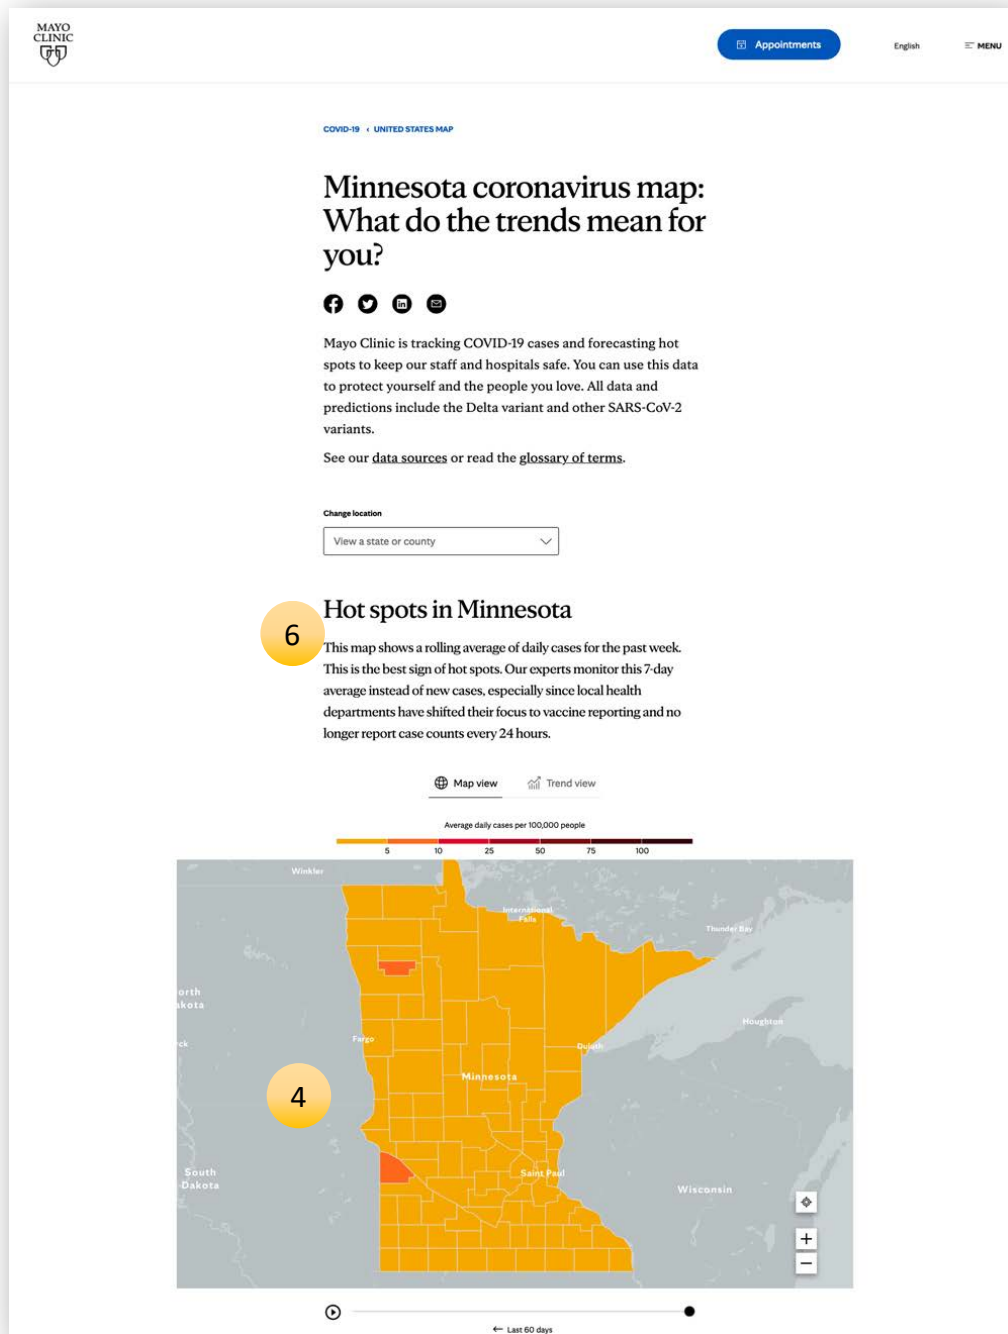 MAYO
CLINIC
Appointments
English
MENU
COVID-19 ‹ UNITED STATES MAP
Minnesota coronavirus map:
What do the trends mean for
you?
Mayo Clinic is tracking COVID-19 cases and forecasting hot
spots to keep our staff and hospitals safe. You can use this data
to protect yourself and the people you love. All data and
predictions include the Delta variant and other SARS-CoV-2
variants.
See our data sources or read the glossary of terms.
Change location
View a state or county
Hot spots in Minnesota
6
This map shows a rolling average of daily cases for the past week.
This is the best sign of hot spots. Our experts monitor this 7-day
average instead of new cases, especially since local health
departments have shifted their focus to vaccine reporting and no
longer report case counts every 24 hours.
Map view
Trend view
Average daily cases per 100,000 people
5 10 25 50 75 100
Winkler
International
Falls
Thunder Bay
orth
akota
Houghton
rck
Fargo
Duluth
Minnesota
4
South
Dakota
Saint Paul
Wisconsin
+
−
← Last 60 days